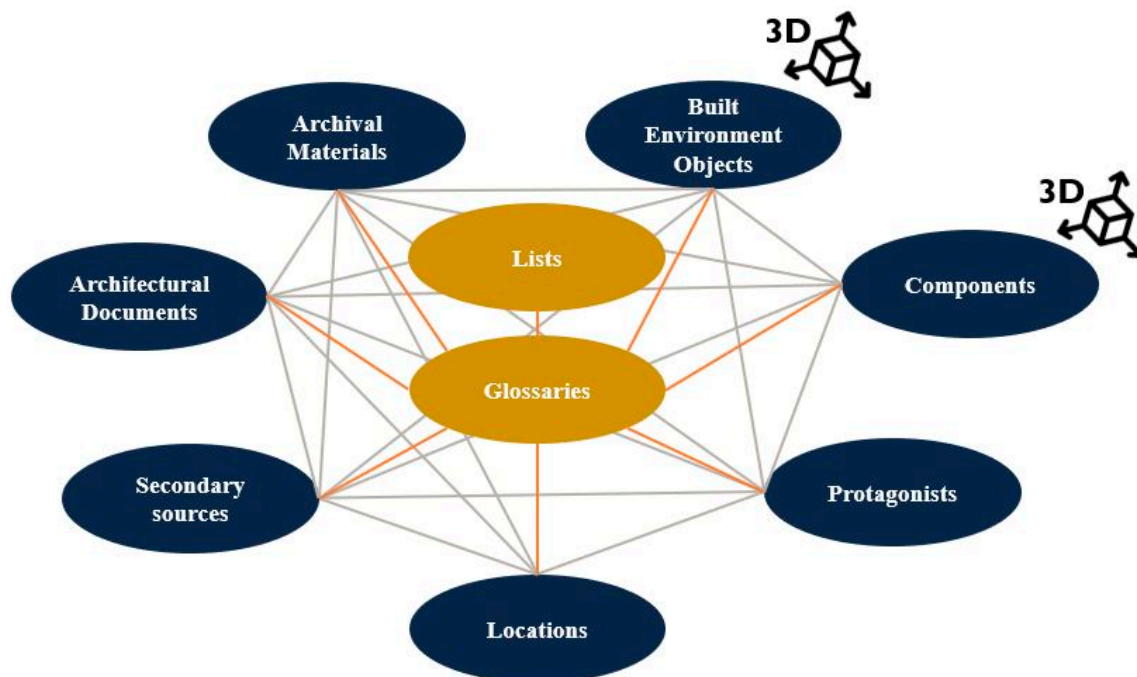 3D
Archival
Materials
Built
Environment
Objects
3D
Lists
Architectural
Documents
Components
Glossaries
Secondary
sources
Protagonists
Locations